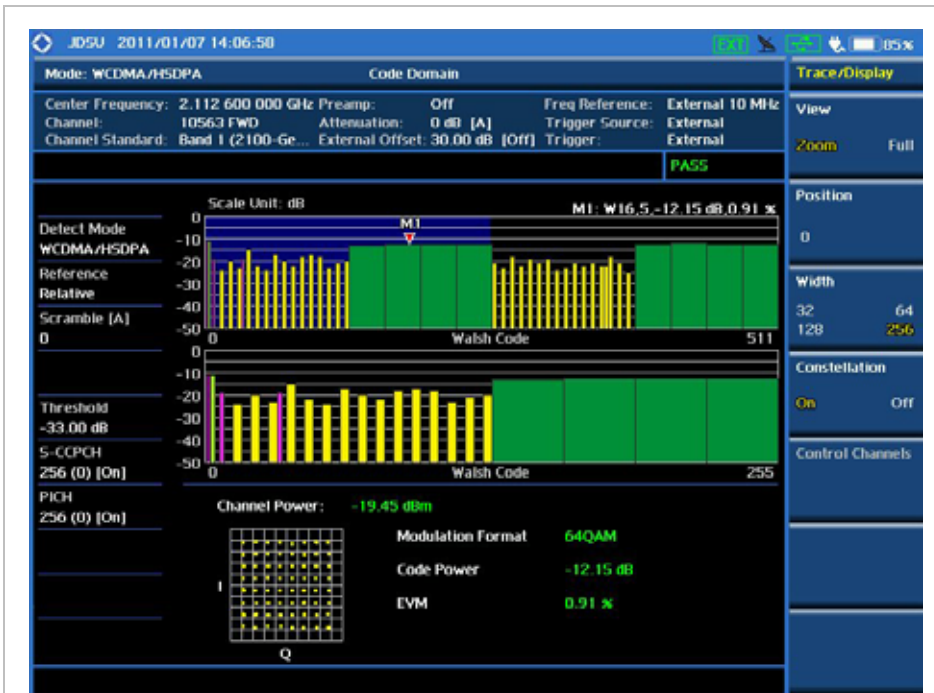 JDSU 2011/01/07 14:06:50 EXT 85%
Mode: WCDMA/HSDPA Code Domain
Center Frequency: 2.112 600 000 GHz Preamp: Off Freq Reference: External 10 MHz
Channel: 10563 FWD Attenuation: 0 dB [A] Trigger Source: External
Channel Standard: Band 1 (2100-Ge... External Offset: 30.00 dB [Off] Trigger: External
PASS
Scale Unit: dB M1: W16,5,-12.15 dB,0.91 %
M1
0
-10
-20
-30
-40
-50
0 Walsh Code 511
0
-10
-20
-30
-40
-50
0 Walsh Code 255
Detect Mode
WCDMA/HSDPA
Reference
Relative
Scramble [A]
0
Threshold
-33.00 dB
S-CCPCH
256 (0) [On]
PICH
256 (0) [On]
Channel Power: -19.45 dBm
Modulation Format 64QAM
Code Power -12.15 dB
EVM 0.91 %
I
Q
Trace/Display
View
Zoom Full
Position
0
Width
32 64
128 256
Constellation
On Off
Control Channels